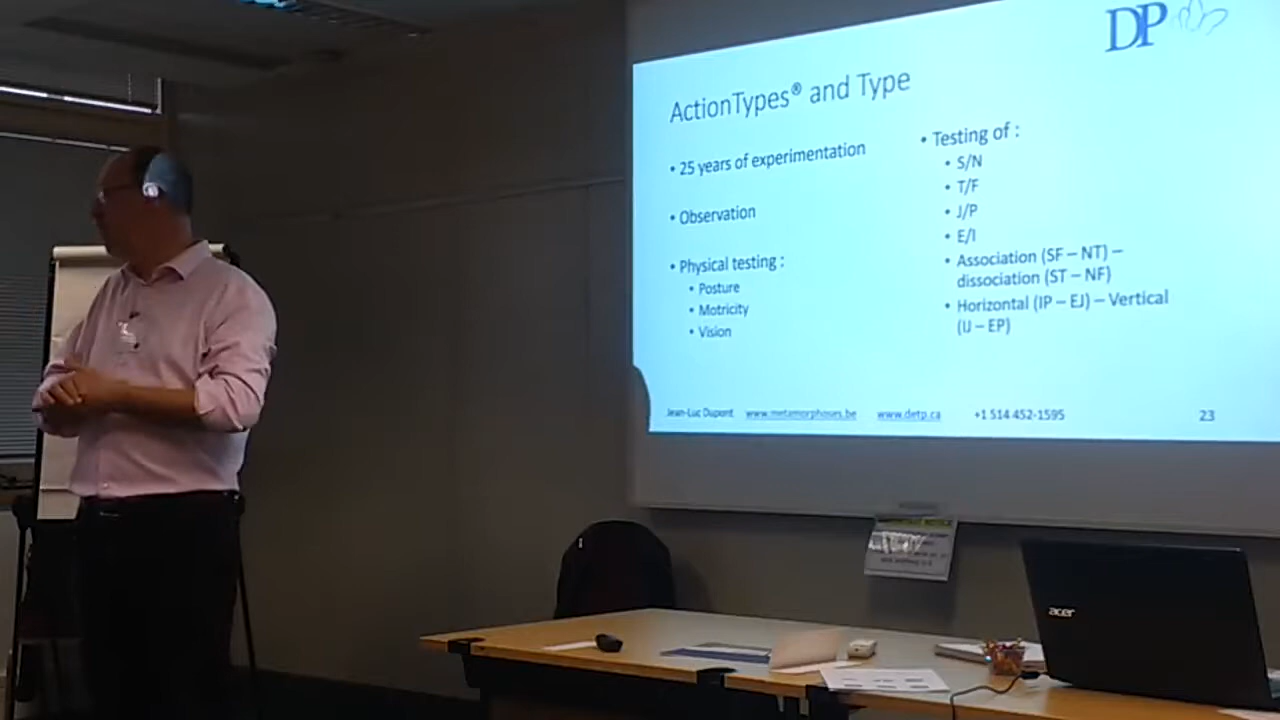 DP
ActionTypes® and Type
• 25 years of experimentation
• Observation
• Physical testing :
• Posture
• Motricity
• Vision
• Testing of :
• S/N
• T/F
• J/P
• E/I
• Association (SF – NT) –
dissociation (ST – NF)
• Horizontal (IP – EJ) – Vertical
(IJ – EP)
Jean-Luc Dupont www.metamorphoses.be www.detp.ca +1 514 452-1595 23
acer